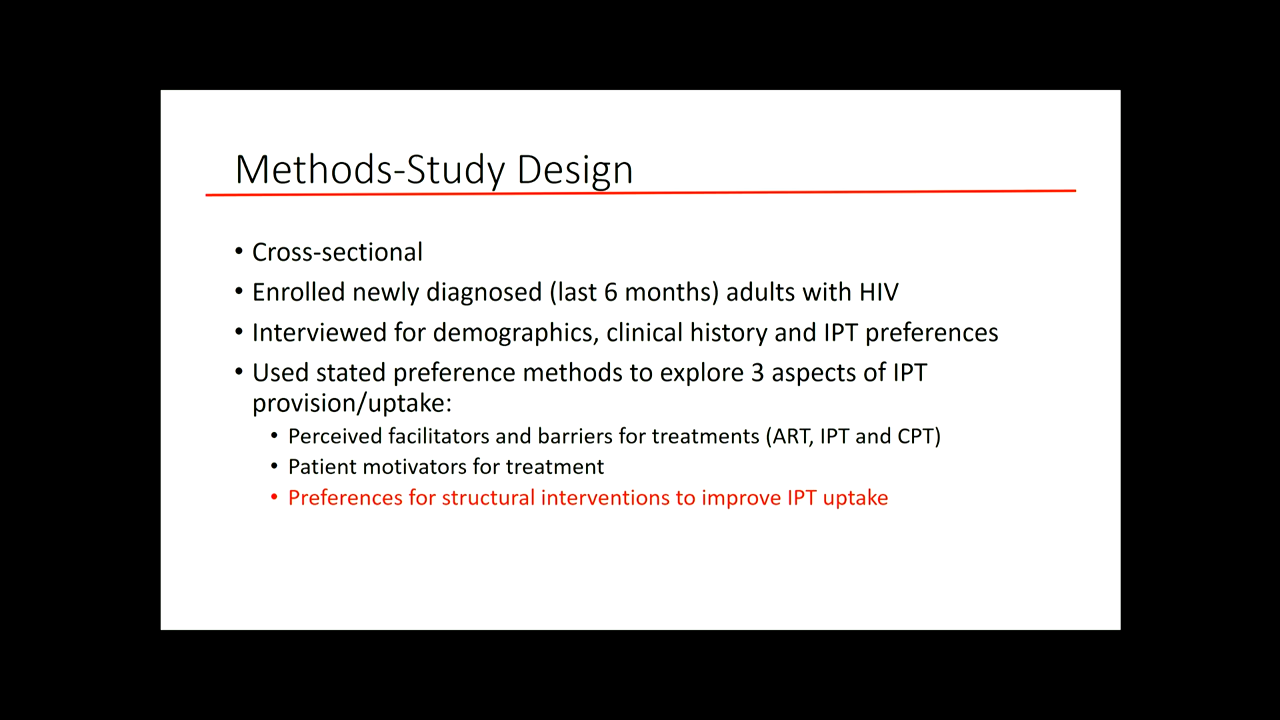 Methods-Study Design
• Cross-sectional
• Enrolled newly diagnosed (last 6 months) adults with HIV
• Interviewed for demographics, clinical history and IPT preferences
• Used stated preference methods to explore 3 aspects of IPT
provision/uptake:
• Perceived facilitators and barriers for treatments (ART, IPT and CPT)
• Patient motivators for treatment
• Preferences for structural interventions to improve IPT uptake